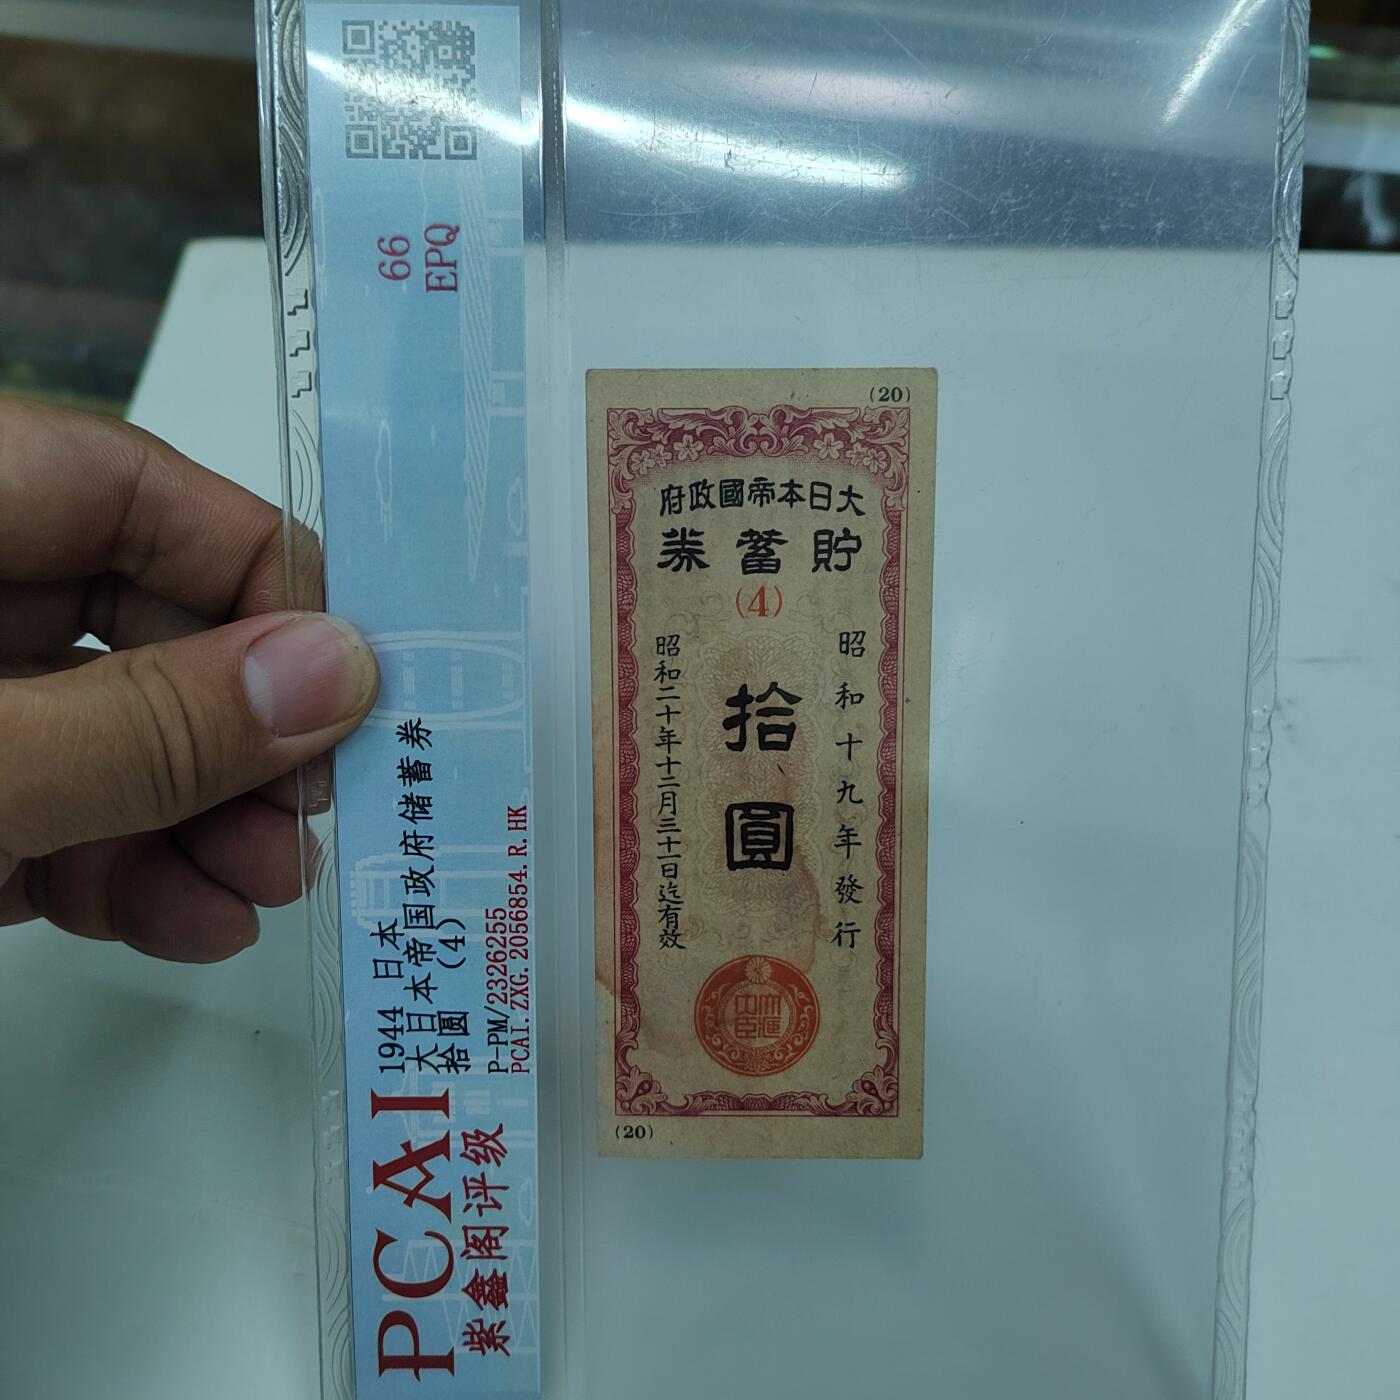 PCAI
紫鑫阁评级
1944 日本
大日本帝国政府储蓄券
拾圆 (4)
P-PM/2326255
PCAI.ZXG.2056854.R.HK
66
EPQ
(20)
府政國帝本日大
券蓄貯
(4)
昭和十九年發行
拾圓
昭和二十年十二月三十一日迄有效
(20)